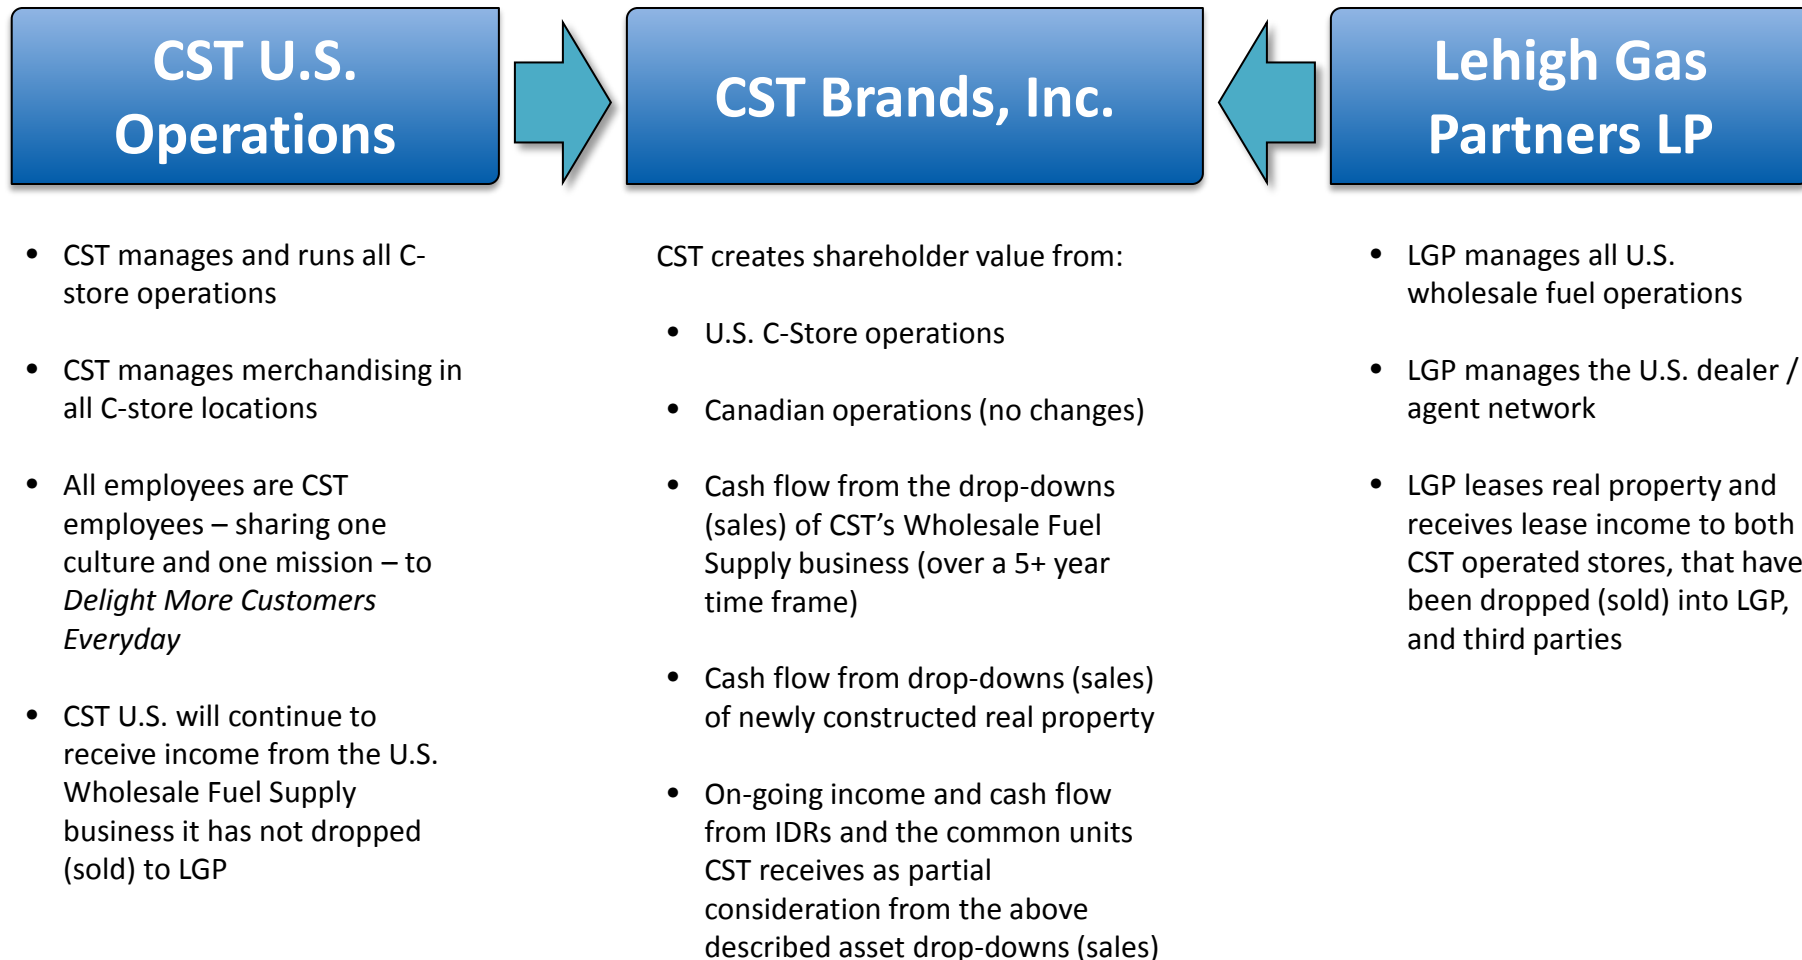 CST U.S.
Operations
CST Brands, Inc.
Lehigh Gas
Partners LP
• CST manages and runs all C-
store operations
• CST manages merchandising in
all C-store locations
• All employees are CST
employees – sharing one
culture and one mission – to
Delight More Customers
Everyday
• CST U.S. will continue to
receive income from the U.S.
Wholesale Fuel Supply
business it has not dropped
(sold) to LGP
CST creates shareholder value from:
• U.S. C-Store operations
• Canadian operations (no changes)
• Cash flow from the drop-downs
(sales) of CST’s Wholesale Fuel
Supply business (over a 5+ year
time frame)
• Cash flow from drop-downs (sales)
of newly constructed real property
• On-going income and cash flow
from IDRs and the common units
CST receives as partial
consideration from the above
described asset drop-downs (sales)
• LGP manages all U.S.
wholesale fuel operations
• LGP manages the U.S. dealer /
agent network
• LGP leases real property and
receives lease income to both
CST operated stores, that have
been dropped (sold) into LGP,
and third parties